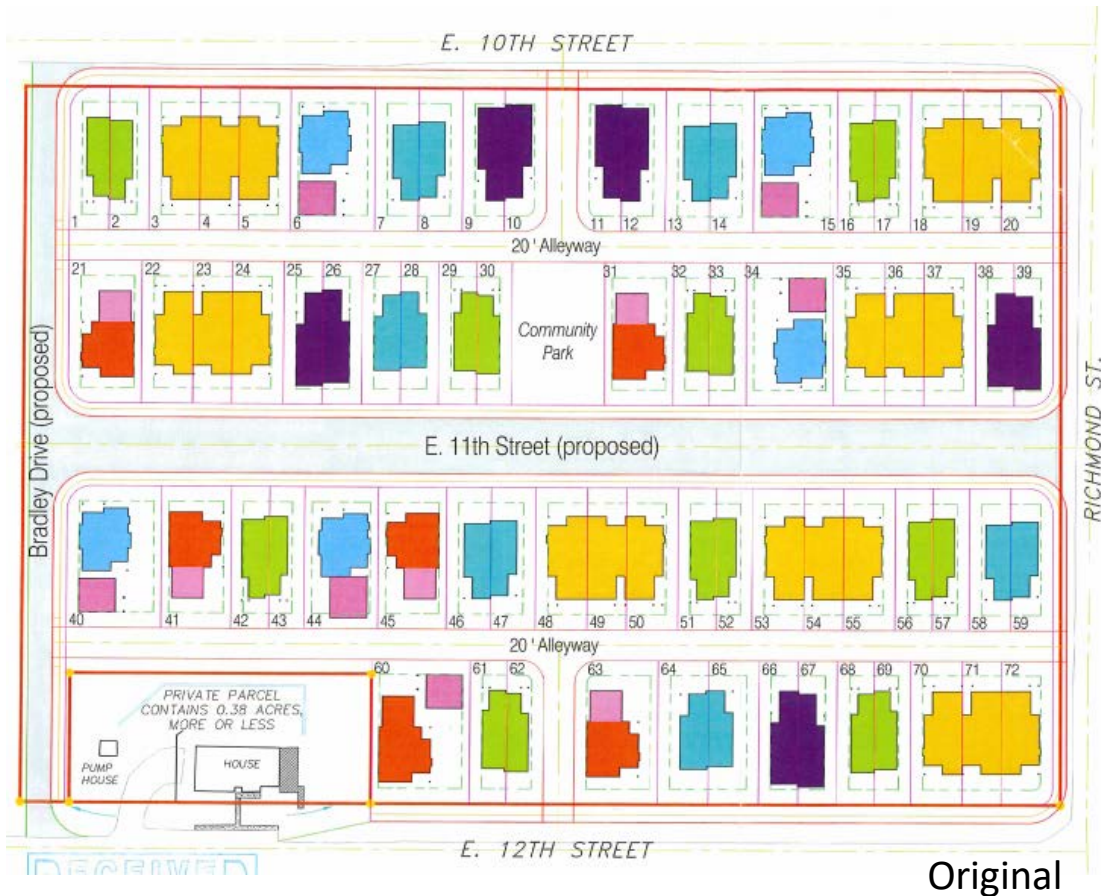 E. 10TH STREET
1 2 3 4 5 6 7 8 9 10 11 12 13 14 15 16 17 18 19 20
20 ' Alleyway
21 22 23 24 25 26 27 28 29 30 31 32 33 34 35 36 37 38 39
Community
Park
Bradley Drive (proposed)
E. 11th Street (proposed)
RICHMOND ST.
40 41 42 43 44 45 46 47 48 49 50 51 52 53 54 55 56 57 58 59
20 ' Alleyway
60 61 62 63 64 65 66 67 68 69 70 71 72
PRIVATE PARCEL
CONTAINS 0.38 ACRES,
MORE OR LESS
PUMP
HOUSE
HOUSE
E. 12TH STREET
RECEIVED
Original